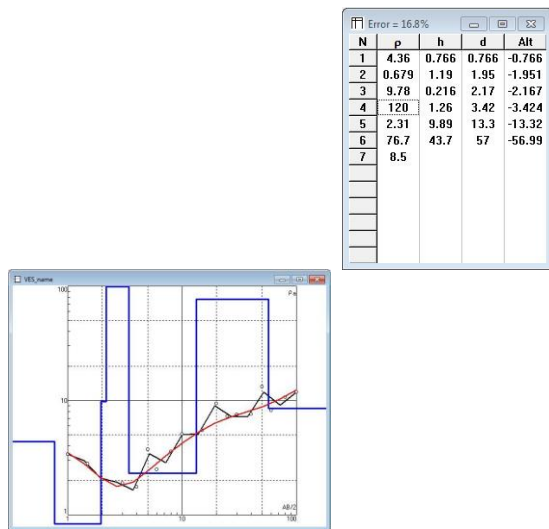 Error = 16.8%
N ρ h d Alt
1 4.36 0.766 0.766 -0.766
2 0.679 1.19 1.95 -1.951
3 9.78 0.216 2.17 -2.167
4 120 1.26 3.42 -3.424
5 2.31 9.89 13.3 -13.32
6 76.7 43.7 57 -56.99
7 8.5
VES_name
100
ρa
10
1
AB/2
1 10 100